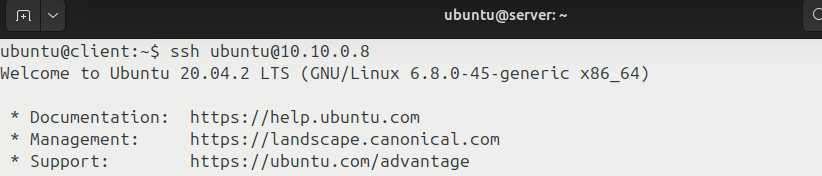 ubuntu@server: ~
ubuntu@client:~$ ssh ubuntu@10.10.0.8
Welcome to Ubuntu 20.04.2 LTS (GNU/Linux 6.8.0-45-generic x86_64)
* Documentation:  https://help.ubuntu.com
* Management:     https://landscape.canonical.com
* Support:        https://ubuntu.com/advantage